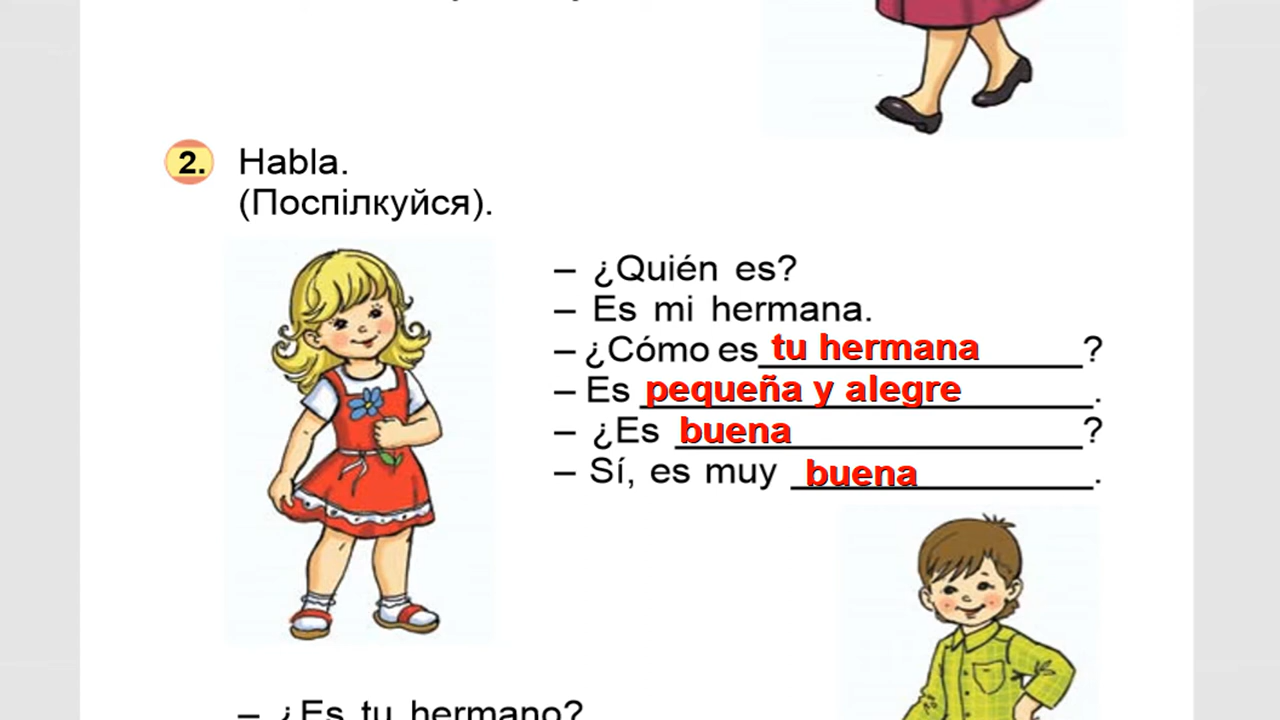 2. Habla.
(Поспілкуйся).
– ¿Quién es?
– Es mi hermana.
– ¿Cómo es tu hermana?
– Es pequeña y alegre.
– ¿Es buena?
– Sí, es muy buena.
– ¿Es tu hermano?